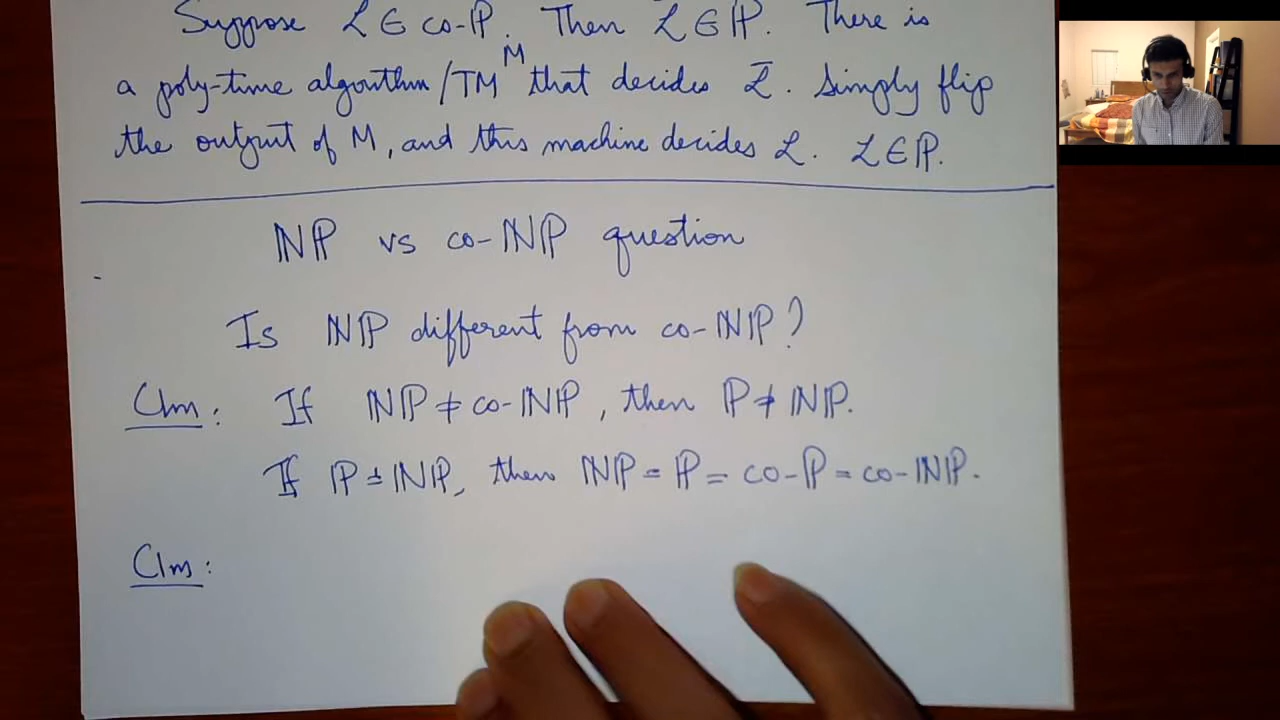 Suppose L ∈ co-ℙ. Then L̅ ∈ ℙ. There is
a poly-time algorithm/TM M that decides L̅. Simply flip
the output of M, and this machine decides L. L ∈ ℙ.
ℕℙ vs co-ℕℙ question
Is ℕℙ different from co-ℕℙ?
Clm: If ℕℙ ≠ co-ℕℙ, then ℙ ≠ ℕℙ.
If ℙ = ℕℙ, then ℕℙ = ℙ = co-ℙ = co-ℕℙ.
Clm: